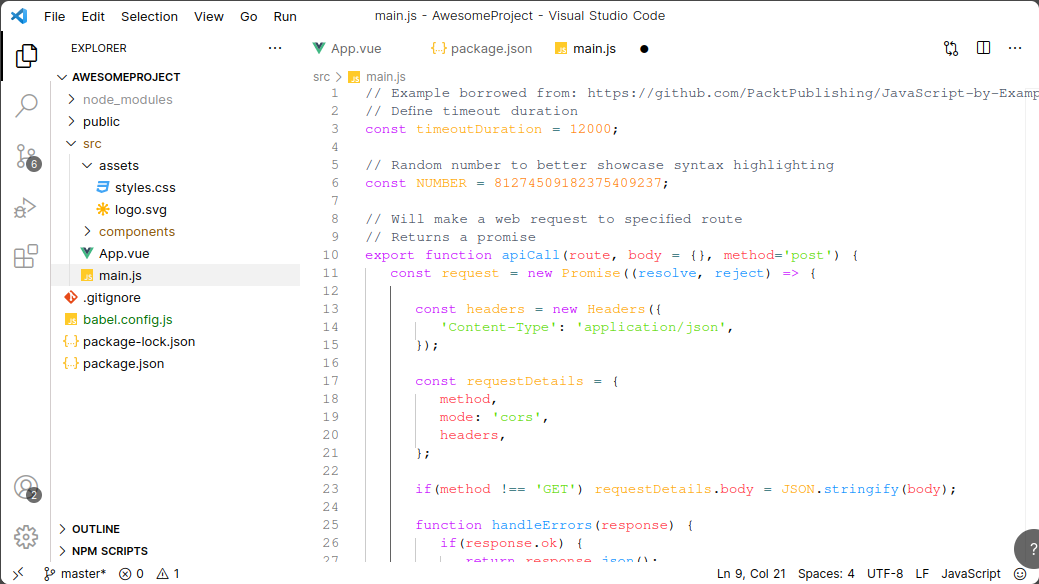 File Edit Selection View Go Run main.js - AwesomeProject - Visual Studio Code
EXPLORER ···
App.vue {..} package.json JS main.js
AWESOMEPROJECT
node_modules
public
src
assets
styles.css
logo.svg
components
App.vue
JS main.js
.gitignore
JS babel.config.js
{..} package-lock.json
{..} package.json
OUTLINE
NPM SCRIPTS
6
2
src > JS main.js
1 // Example borrowed from: https://github.com/PacktPublishing/JavaScript-by-Examp
2 // Define timeout duration
3 const timeoutDuration = 12000;
4
5 // Random number to better showcase syntax highlighting
6 const NUMBER = 81274509182375409237;
7
8 // Will make a web request to specified route
9 // Returns a promise
10 export function apiCall(route, body = {}, method='post') {
11 const request = new Promise((resolve, reject) => {
12
13 const headers = new Headers({
14 'Content-Type': 'application/json',
15 });
16
17 const requestDetails = {
18 method,
19 mode: 'cors',
20 headers,
21 };
22
23 if(method !== 'GET') requestDetails.body = JSON.stringify(body);
24
25 function handleErrors(response) {
26 if(response.ok) {
27 return response.json();
?
master* 0 1 Ln 9, Col 21 Spaces: 4 UTF-8 LF JavaScript